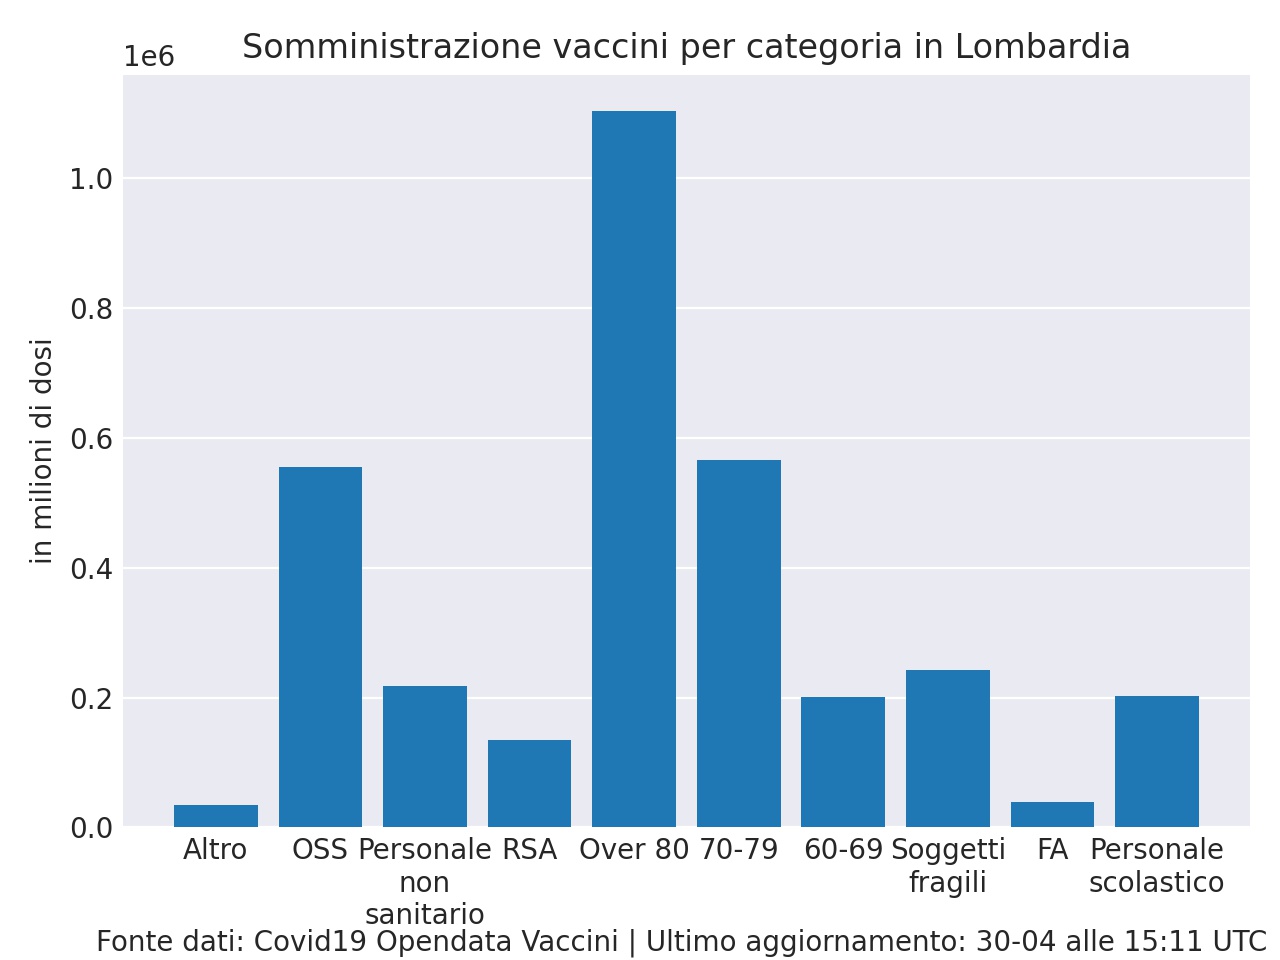 1e6
Somministrazione vaccini per categoria in Lombardia
in milioni di dosi
1.0
0.8
0.6
0.4
0.2
0.0
Altro
OSS
Personale
non
sanitario
RSA
Over 80
70-79
60-69
Soggetti
fragili
FA
Personale
scolastico
Fonte dati: Covid19 Opendata Vaccini | Ultimo aggiornamento: 30-04 alle 15:11 UTC